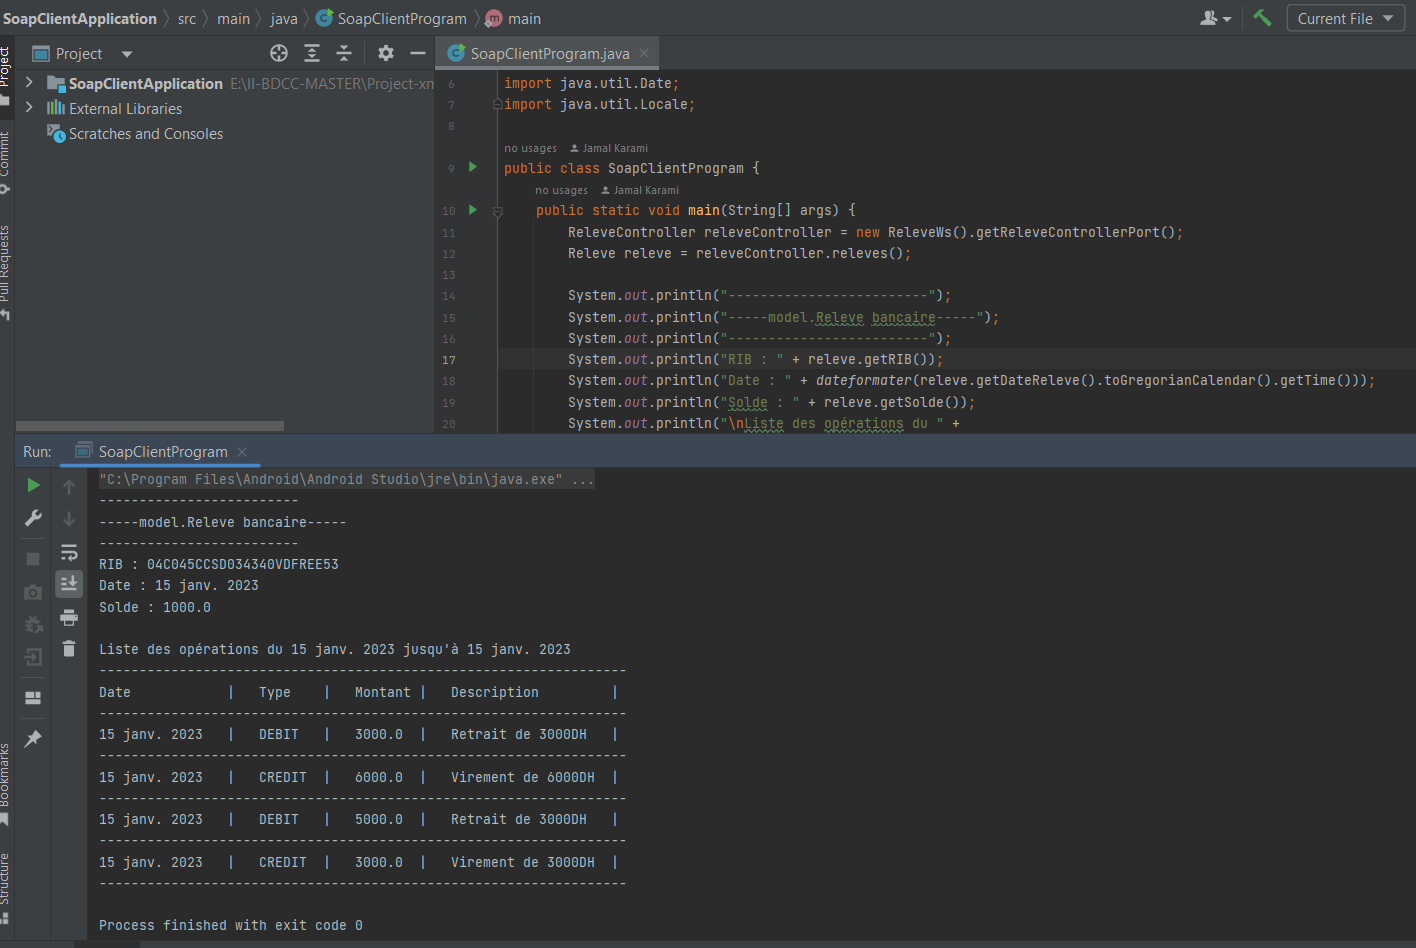 SoapClientApplication > src > main > java > SoapClientProgram > main
Current File
Project
SoapClientProgram.java
SoapClientApplication E:\II-BDCC-MASTER\Project-xm
External Libraries
Scratches and Consoles
Project
Commit
Pull Requests
Bookmarks
Structure
6 import java.util.Date;
7 import java.util.Locale;
8
no usages Jamal Karami
9 public class SoapClientProgram {
no usages Jamal Karami
10 public static void main(String[] args) {
11 ReleveController releveController = new ReleveWs().getReleveControllerPort();
12 Releve releve = releveController.releves();
13
14 System.out.println("-------------------------");
15 System.out.println("-----model.Releve bancaire-----");
16 System.out.println("-------------------------");
17 System.out.println("RIB : " + releve.getRIB());
18 System.out.println("Date : " + dateformater(releve.getDateReleve().toGregorianCalendar().getTime()));
19 System.out.println("Solde : " + releve.getSolde());
20 System.out.println("\nListe des opérations du " +
Run: SoapClientProgram
"C:\Program Files\Android\Android Studio\jre\bin\java.exe" ...
-------------------------
-----model.Releve bancaire-----
-------------------------
RIB : 04C045CCSD034340VDFREE53
Date : 15 janv. 2023
Solde : 1000.0
Liste des opérations du 15 janv. 2023 jusqu'à 15 janv. 2023
------------------------------------------------------------------
Date | Type | Montant | Description |
------------------------------------------------------------------
15 janv. 2023 | DEBIT | 3000.0 | Retrait de 3000DH |
------------------------------------------------------------------
15 janv. 2023 | CREDIT | 6000.0 | Virement de 6000DH |
------------------------------------------------------------------
15 janv. 2023 | DEBIT | 5000.0 | Retrait de 3000DH |
------------------------------------------------------------------
15 janv. 2023 | CREDIT | 3000.0 | Virement de 3000DH |
------------------------------------------------------------------
Process finished with exit code 0